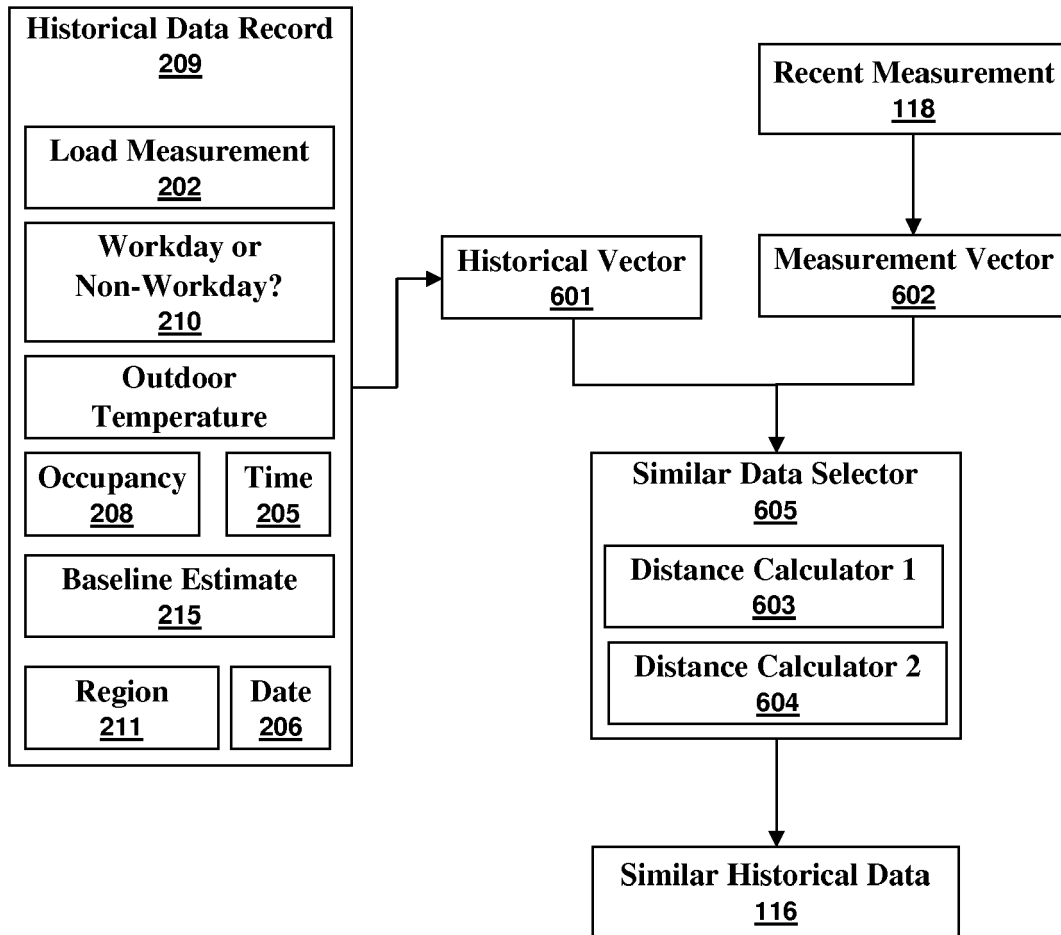 Historical Data Record
209
Load Measurement
202
Workday or
Non-Workday?
210
Outdoor
Temperature
Occupancy
208
Time
205
Baseline Estimate
215
Region
211
Date
206
Historical Vector
601
Recent Measurement
118
Measurement Vector
602
Similar Data Selector
605
Distance Calculator 1
603
Distance Calculator 2
604
Similar Historical Data
116